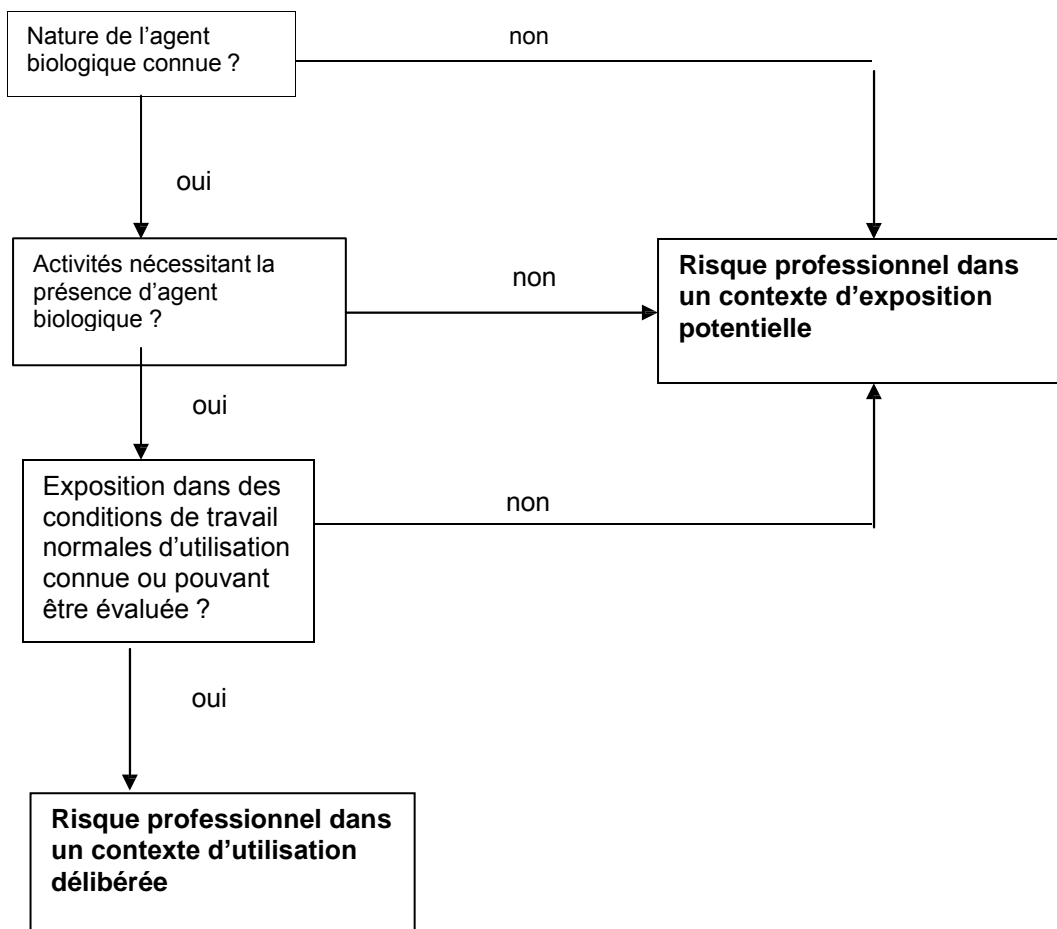 Nature de l’agent
biologique connue ?
non
oui
Activités nécessitant la
présence d’agent
biologique ?
non
Risque professionnel dans
un contexte d’exposition
potentielle
oui
Exposition dans des
conditions de travail
normales d’utilisation
connue ou pouvant
être évaluée ?
non
oui
Risque professionnel dans
un contexte d’utilisation
délibérée